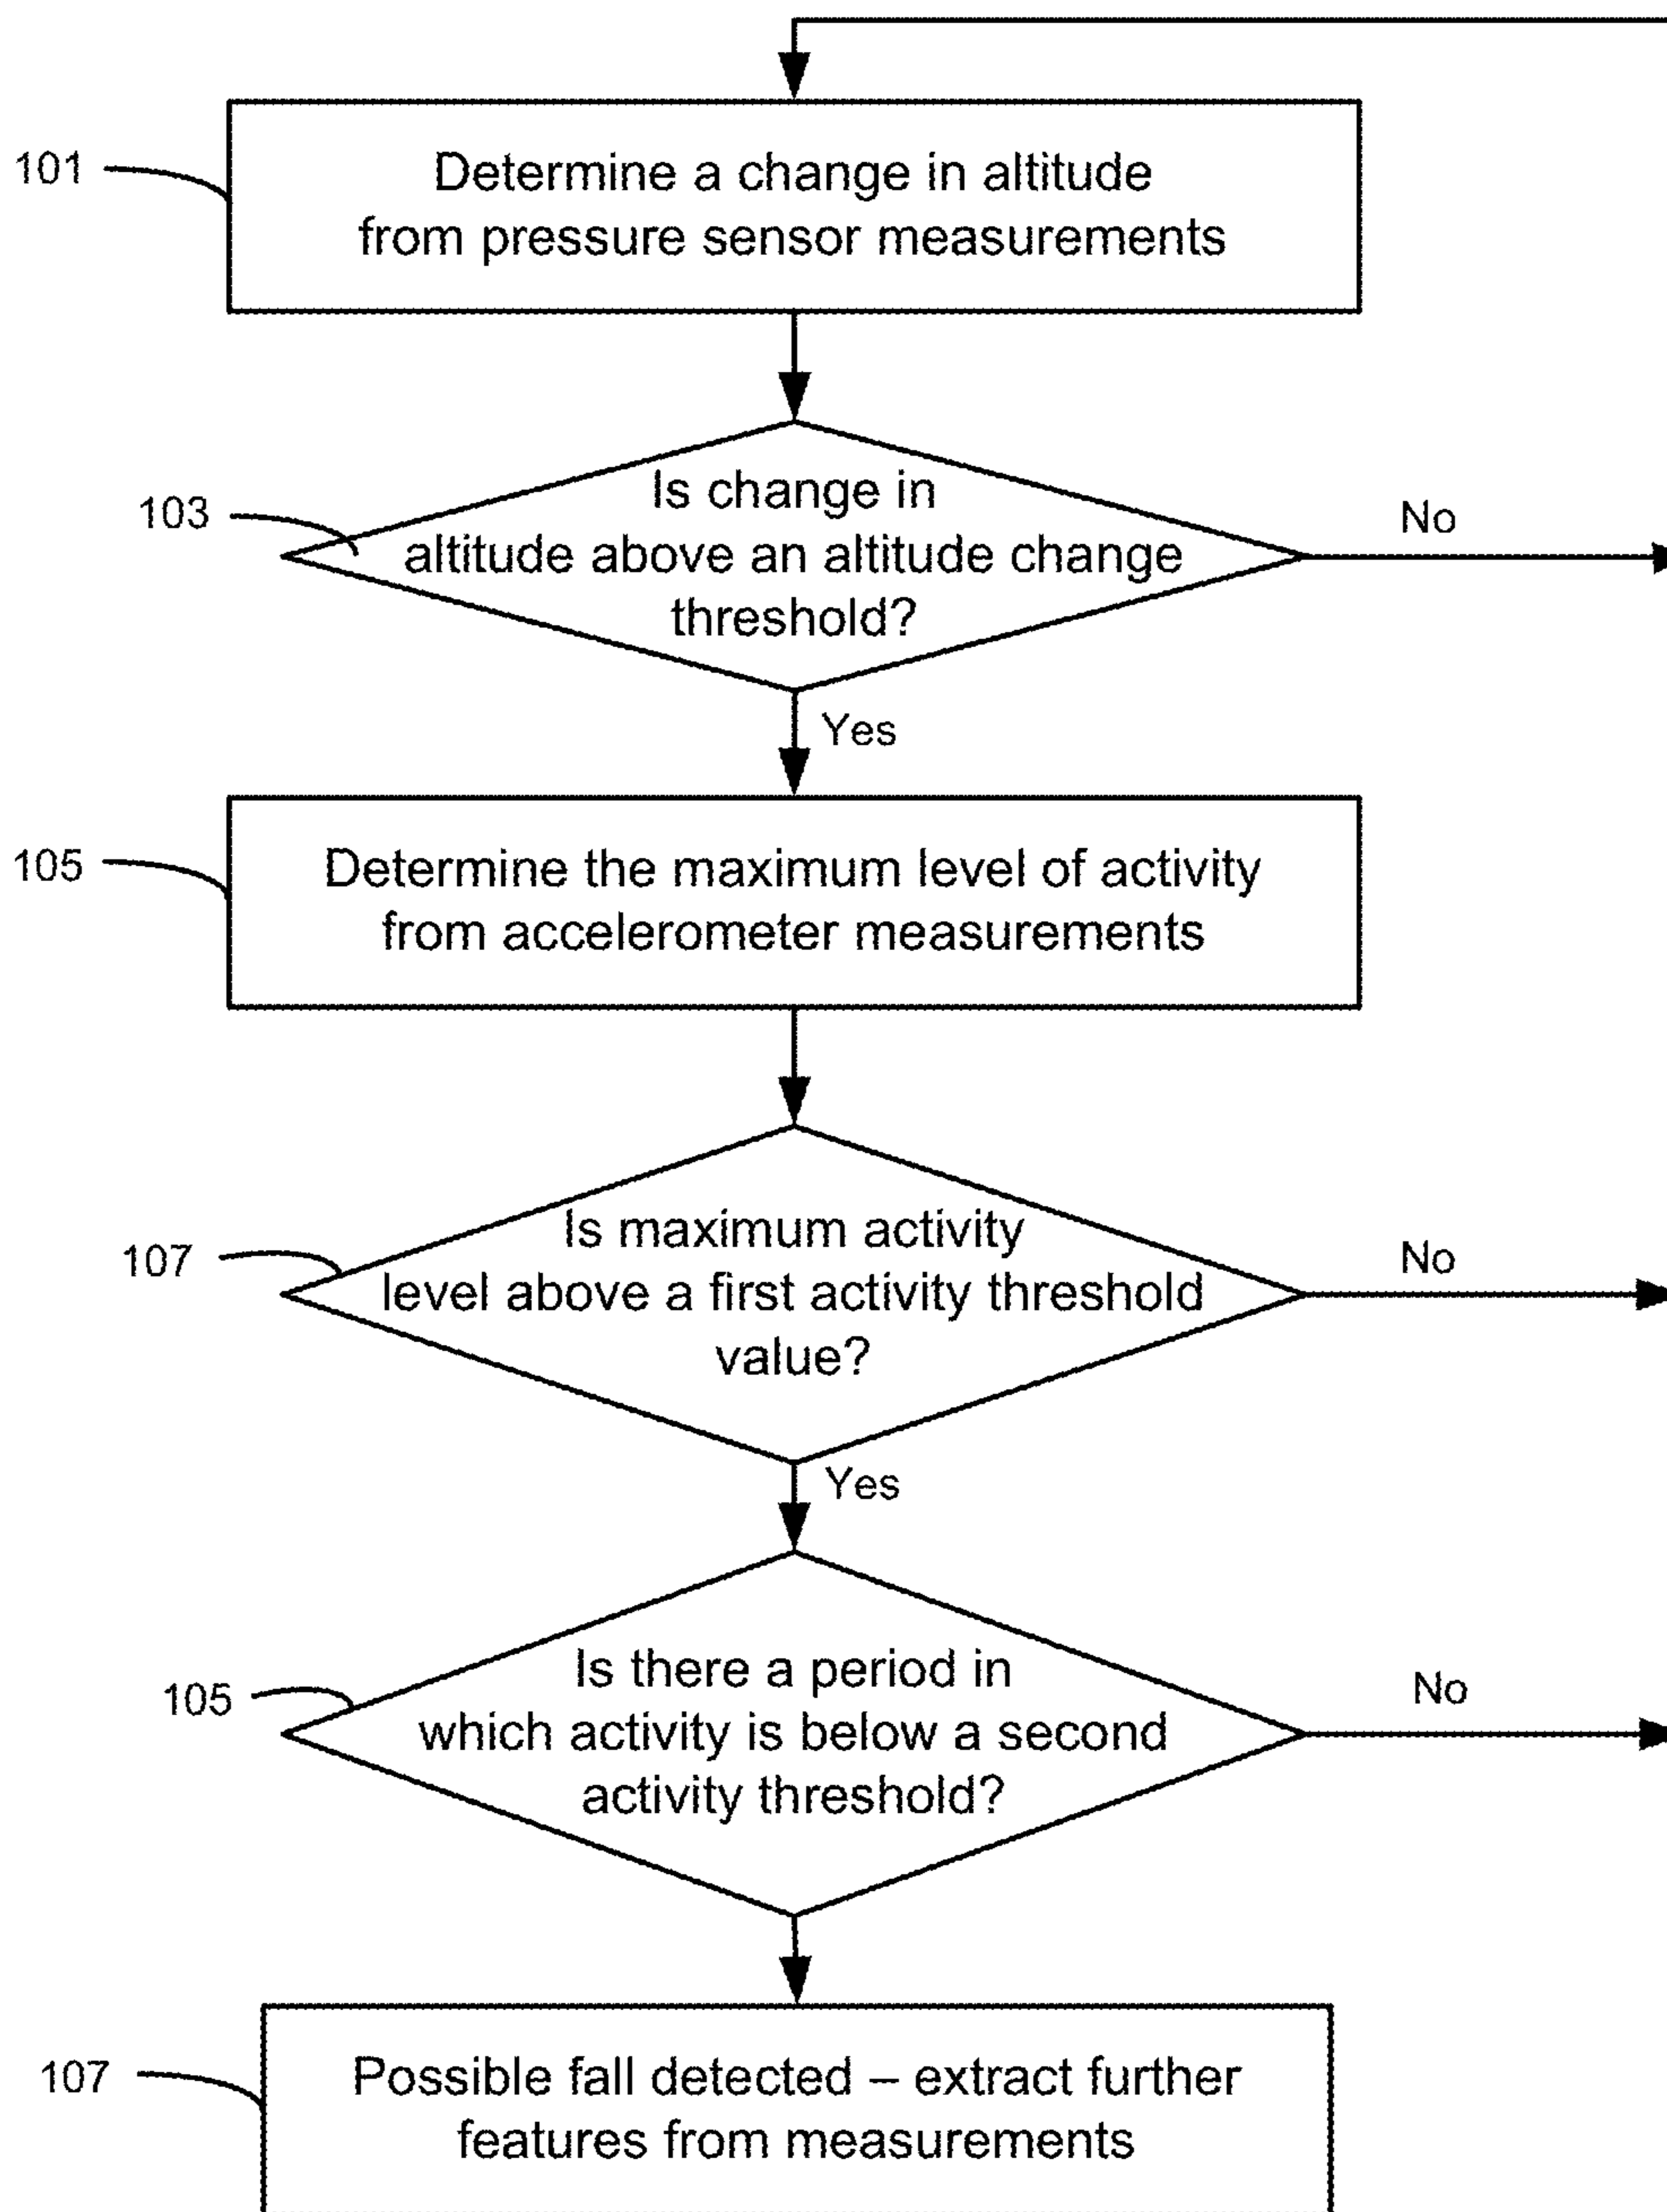 101
Determine a change in altitude
from pressure sensor measurements
103
Is change in
altitude above an altitude change
threshold?
No
Yes
105
Determine the maximum level of activity
from accelerometer measurements
107
Is maximum activity
level above a first activity threshold
value?
No
Yes
105
Is there a period in
which activity is below a second
activity threshold?
No
107
Possible fall detected – extract further
features from measurements